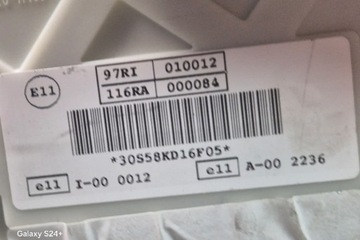 E11
97RI 010012
116RA 000084
*30S58KD16F05*
e11 I-00 0012
e11 A-00 2236
Galaxy S24+